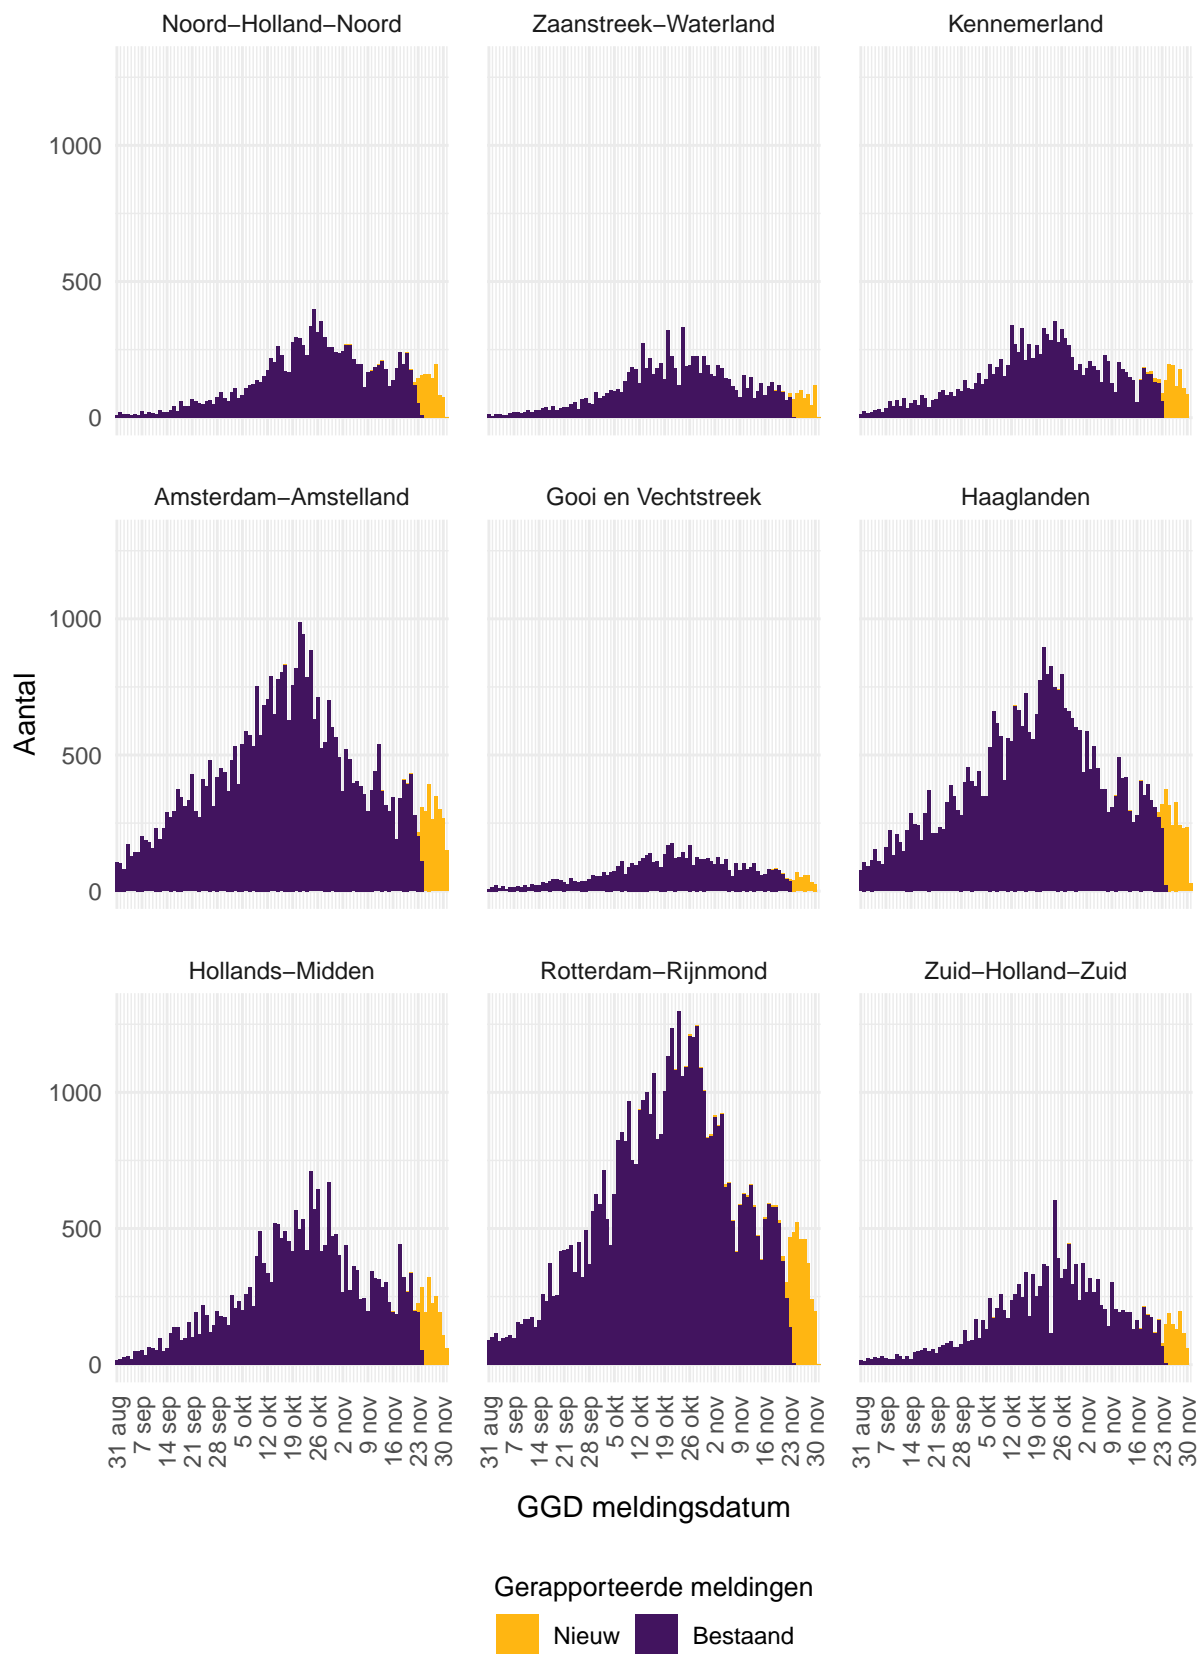 Noord−Holland−Noord Zaanstreek−Waterland Kennemerland
1000
500
0
Amsterdam−Amstelland Gooi en Vechtstreek Haaglanden
1000
500
0
Aantal
Hollands−Midden Rotterdam−Rijnmond Zuid−Holland−Zuid
1000
500
0
31 aug 7 sep 14 sep 21 sep 28 sep 5 okt 12 okt 19 okt 26 okt 2 nov 9 nov 16 nov 23 nov 30 nov
31 aug 7 sep 14 sep 21 sep 28 sep 5 okt 12 okt 19 okt 26 okt 2 nov 9 nov 16 nov 23 nov 30 nov
31 aug 7 sep 14 sep 21 sep 28 sep 5 okt 12 okt 19 okt 26 okt 2 nov 9 nov 16 nov 23 nov 30 nov
GGD meldingsdatum
Gerapporteerde meldingen
Nieuw Bestaand